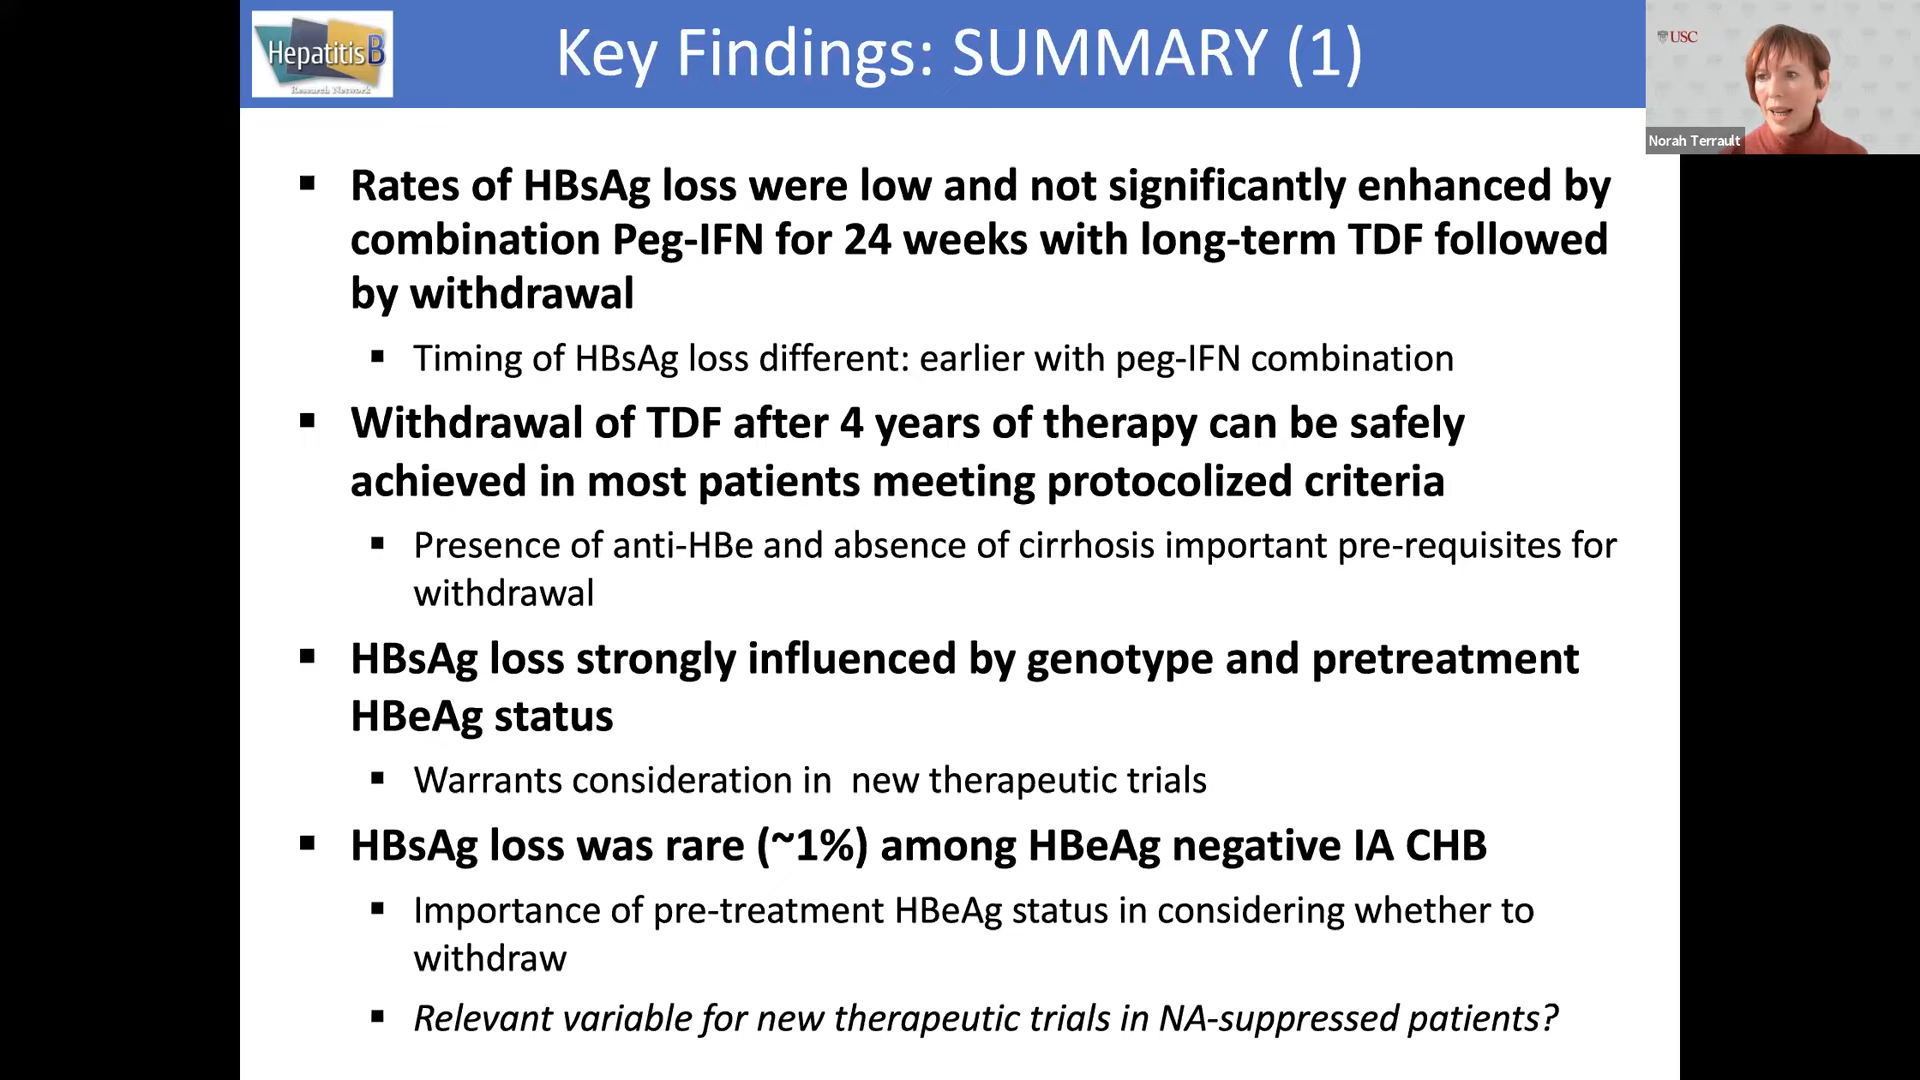 Hepatitis B
Research Network
Key Findings: SUMMARY (1)
USC
Norah Terrault
▪ Rates of HBsAg loss were low and not significantly enhanced by
combination Peg-IFN for 24 weeks with long-term TDF followed
by withdrawal
▪ Timing of HBsAg loss different: earlier with peg-IFN combination
▪ Withdrawal of TDF after 4 years of therapy can be safely
achieved in most patients meeting protocolized criteria
▪ Presence of anti-HBe and absence of cirrhosis important pre-requisites for
withdrawal
▪ HBsAg loss strongly influenced by genotype and pretreatment
HBeAg status
▪ Warrants consideration in  new therapeutic trials
▪ HBsAg loss was rare (~1%) among HBeAg negative IA CHB
▪ Importance of pre-treatment HBeAg status in considering whether to
withdraw
▪ Relevant variable for new therapeutic trials in NA-suppressed patients?